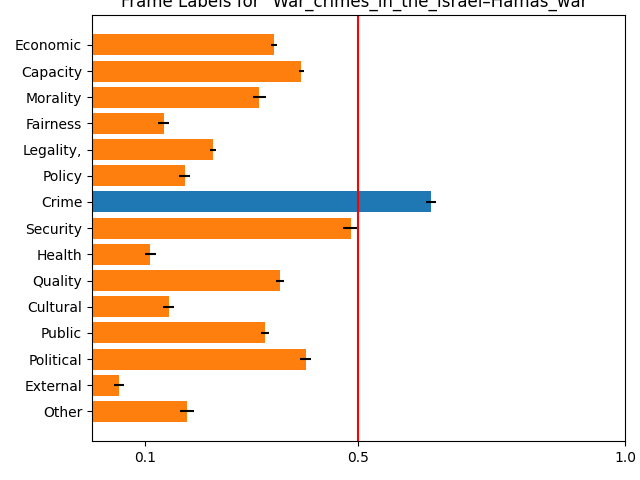 Frame Labels for "War_crimes_in_the_Israel–Hamas_war"
Economic
Capacity
Morality
Fairness
Legality,
Policy
Crime
Security
Health
Quality
Cultural
Public
Political
External
Other
0.1 0.5 1.0